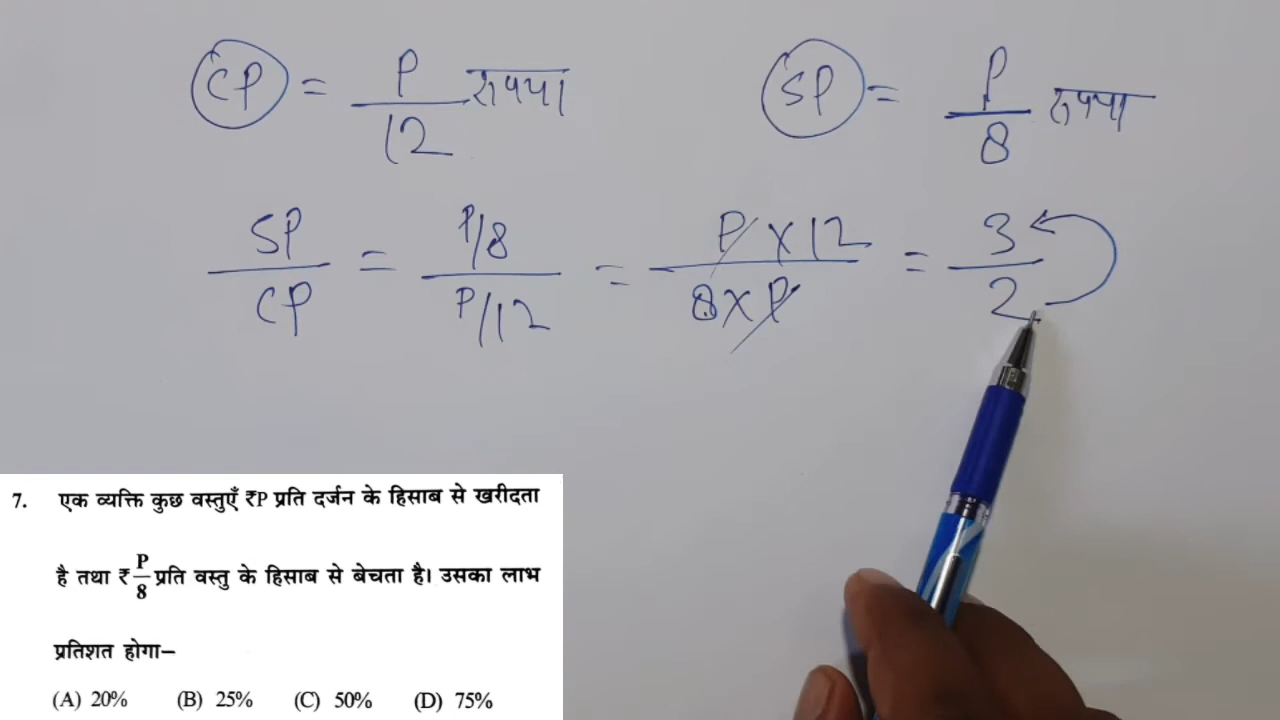 CP = P/12 रुपया SP = P/8 रुपया
SP/CP = P/8 / P/12 = P × 12 / 8 × P = 3/2
7. एक व्यक्ति कुछ वस्तुएँ ₹P प्रति दर्जन के हिसाब से खरीदता
है तथा ₹ P/8 प्रति वस्तु के हिसाब से बेचता है। उसका लाभ
प्रतिशत होगा–
(A) 20% (B) 25% (C) 50% (D) 75%